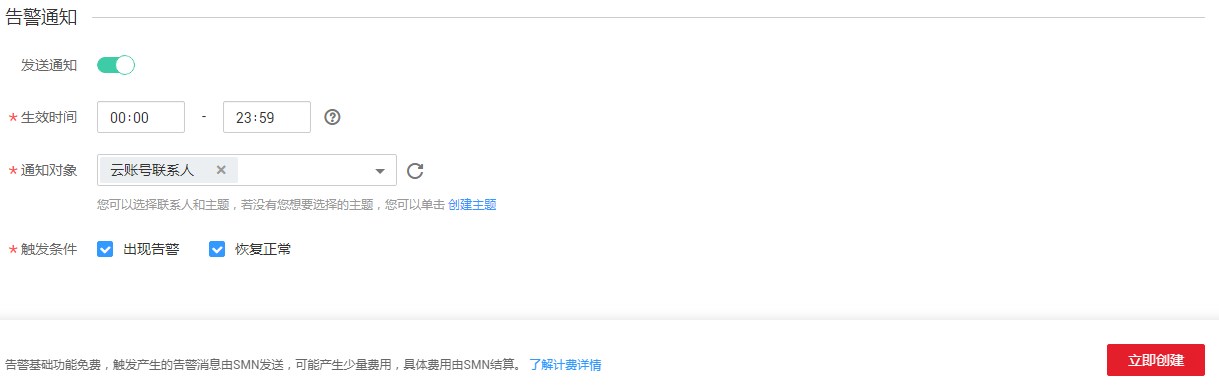 告警通知
发送通知
* 生效时间 00:00 - 23:59
* 通知对象 云账号联系人
您可以选择联系人和主题，若没有您想要选择的主题，您可以单击 创建主题
* 触发条件 出现告警 恢复正常
告警基础功能免费，触发产生的告警消息由SMN发送，可能产生少量费用，具体费用由SMN结算。 了解计费详情 立即创建